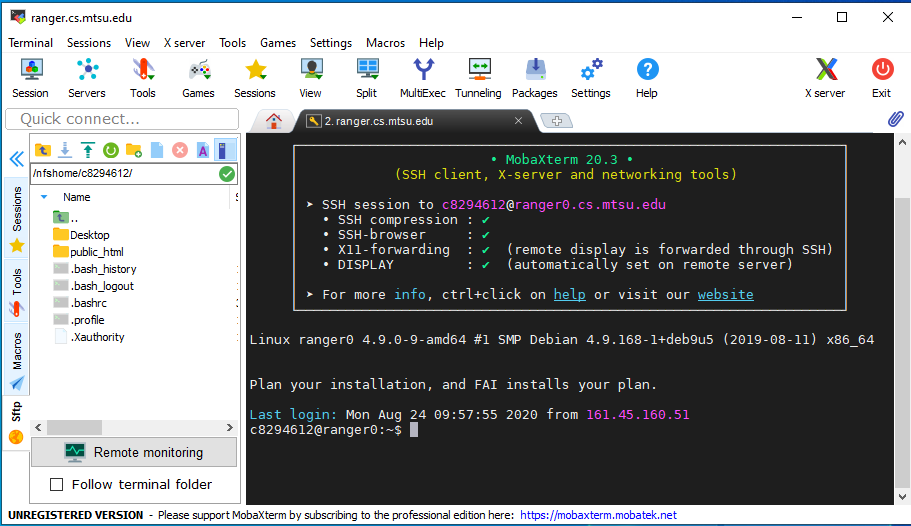 ranger.cs.mtsu.edu
Terminal Sessions View X server Tools Games Settings Macros Help
Session Servers Tools Games Sessions View Split MultiExec Tunneling Packages Settings Help X server Exit
Quick connect...
2. ranger.cs.mtsu.edu
/nfshome/c8294612/
Name
..
Desktop
public_html
.bash_history
.bash_logout
.bashrc
.profile
.Xauthority
Sessions
Tools
Macros
Sftp
Remote monitoring
Follow terminal folder
• MobaXterm 20.3 •
(SSH client, X-server and networking tools)
➤ SSH session to c8294612@ranger0.cs.mtsu.edu
• SSH compression : ✔
• SSH-browser : ✔
• X11-forwarding : ✔ (remote display is forwarded through SSH)
• DISPLAY : ✔ (automatically set on remote server)
➤ For more info, ctrl+click on help or visit our website
Linux ranger0 4.9.0-9-amd64 #1 SMP Debian 4.9.168-1+deb9u5 (2019-08-11) x86_64
Plan your installation, and FAI installs your plan.
Last login: Mon Aug 24 09:57:55 2020 from 161.45.160.51
c8294612@ranger0:~$
UNREGISTERED VERSION - Please support MobaXterm by subscribing to the professional edition here: https://mobaxterm.mobatek.net